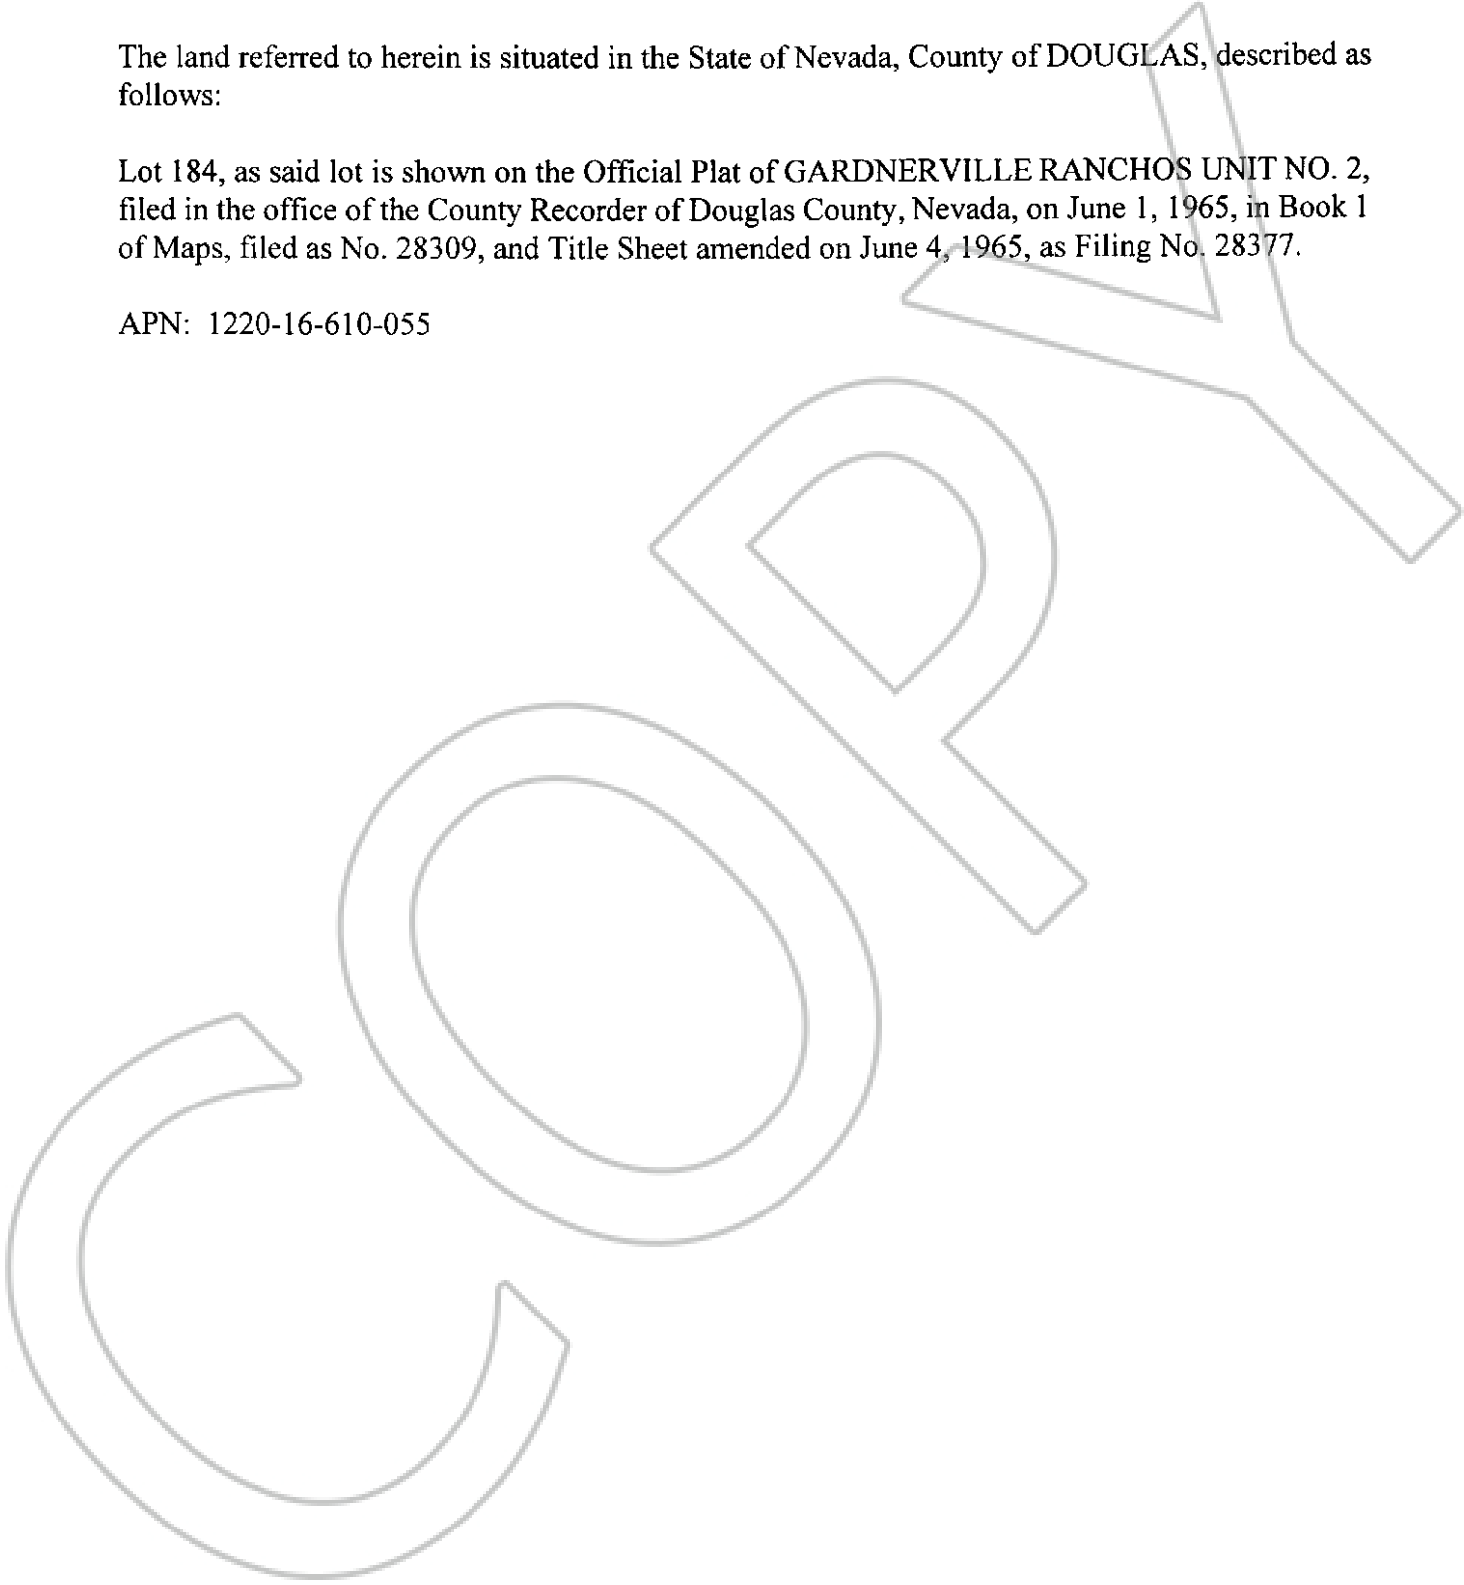 The land referred to herein is situated in the State of Nevada, County of DOUGLAS, described as
follows:
Lot 184, as said lot is shown on the Official Plat of GARDNERVILLE RANCHOS UNIT NO. 2,
filed in the office of the County Recorder of Douglas County, Nevada, on June 1, 1965, in Book 1
of Maps, filed as No. 28309, and Title Sheet amended on June 4, 1965, as Filing No. 28377.
APN: 1220-16-610-055
COPY